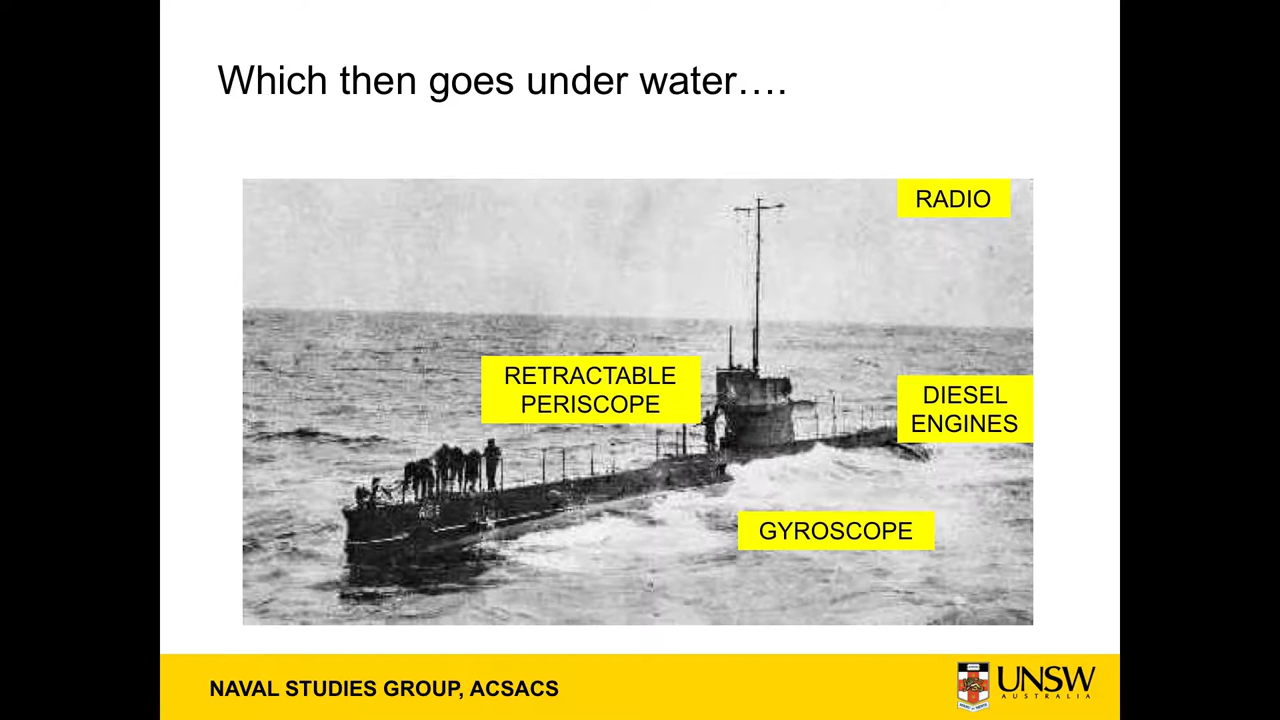 Which then goes under water….
RADIO
RETRACTABLE
PERISCOPE
DIESEL
ENGINES
GYROSCOPE
NAVAL STUDIES GROUP, ACSACS
UNSW
AUSTRALIA